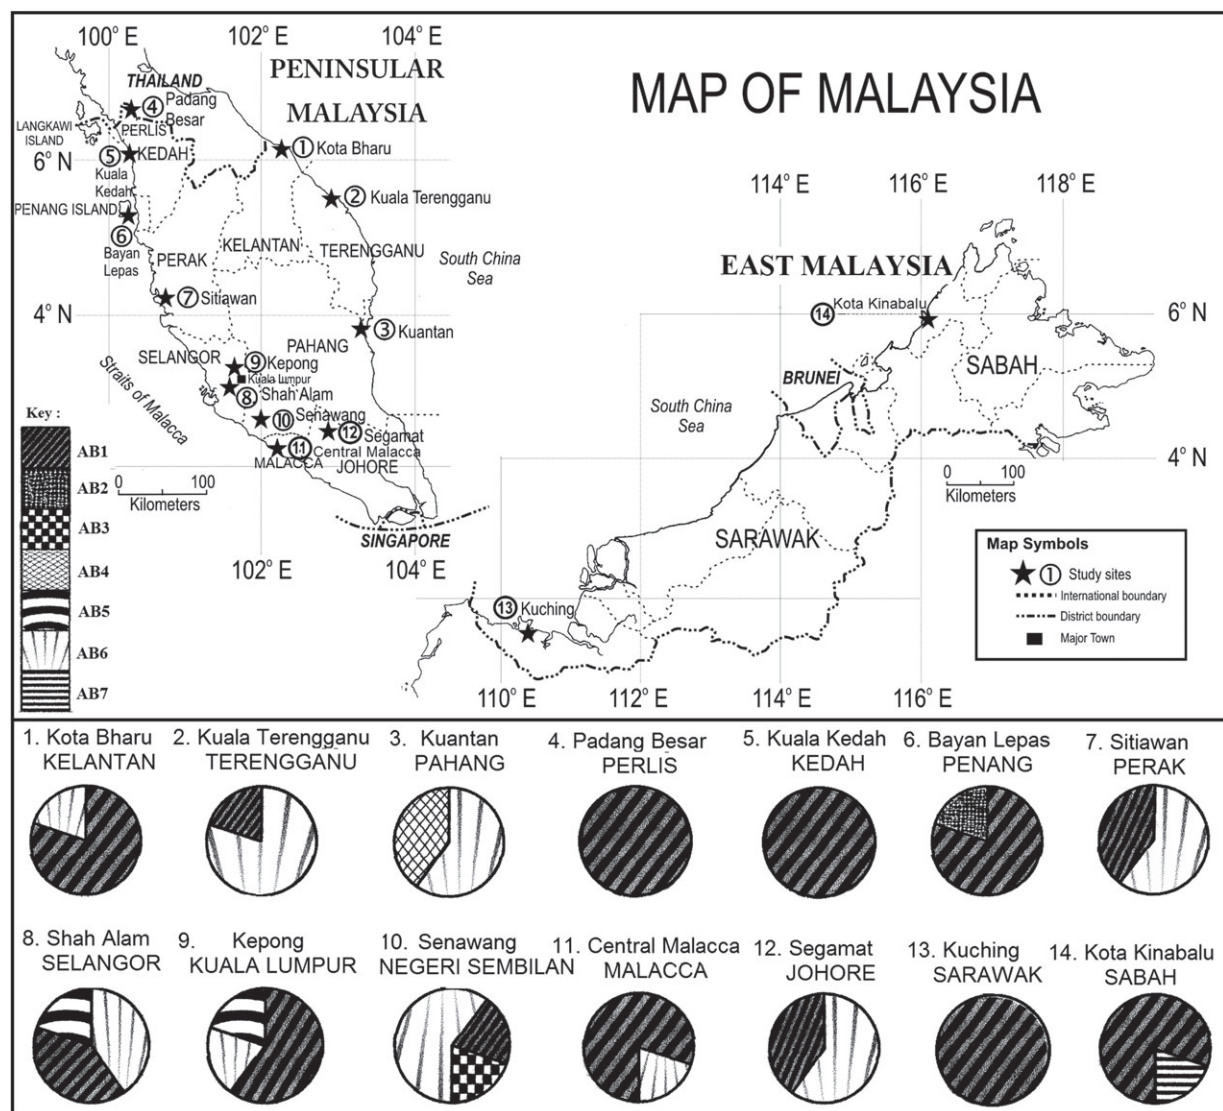 100° E
102° E
104° E
PENINSULAR
MALAYSIA
MAP OF MALAYSIA
THAILAND
④ Padang
Besar
LANGKAWI
ISLAND
PERLIS
6° N
⑤
KEDAH
Kuala
Kedah
① Kota Bharu
② Kuala Terengganu
PENANG ISLAND
⑥
Bayan
Lepas
PERAK
KELANTAN
TERENGGANU
South China
Sea
⑦ Sitiawan
4° N
③ Kuantan
PAHANG
SELANGOR
⑨ Kepong
Kuala Lumpur
⑧ Shah Alam
Straits of Malacca
⑩ Senawang
⑫ Segamat
⑪ Central Malacca
MALACCA
JOHORE
0 100
Kilometers
SINGAPORE
102° E
104° E
114° E
116° E
118° E
EAST MALAYSIA
⑭ Kota Kinabalu
6° N
SABAH
BRUNEI
South China
Sea
4° N
0 100
Kilometers
SARAWAK
⑬ Kuching
110° E
112° E
114° E
116° E
Map Symbols
① Study sites
International boundary
District boundary
Major Town
Key :
AB1
AB2
AB3
AB4
AB5
AB6
AB7
1. Kota Bharu
KELANTAN
2. Kuala Terengganu
TERENGGANU
3. Kuantan
PAHANG
4. Padang Besar
PERLIS
5. Kuala Kedah
KEDAH
6. Bayan Lepas
PENANG
7. Sitiawan
PERAK
8. Shah Alam
SELANGOR
9. Kepong
KUALA LUMPUR
10. Senawang
NEGERI SEMBILAN
11. Central Malacca
MALACCA
12. Segamat
JOHORE
13. Kuching
SARAWAK
14. Kota Kinabalu
SABAH